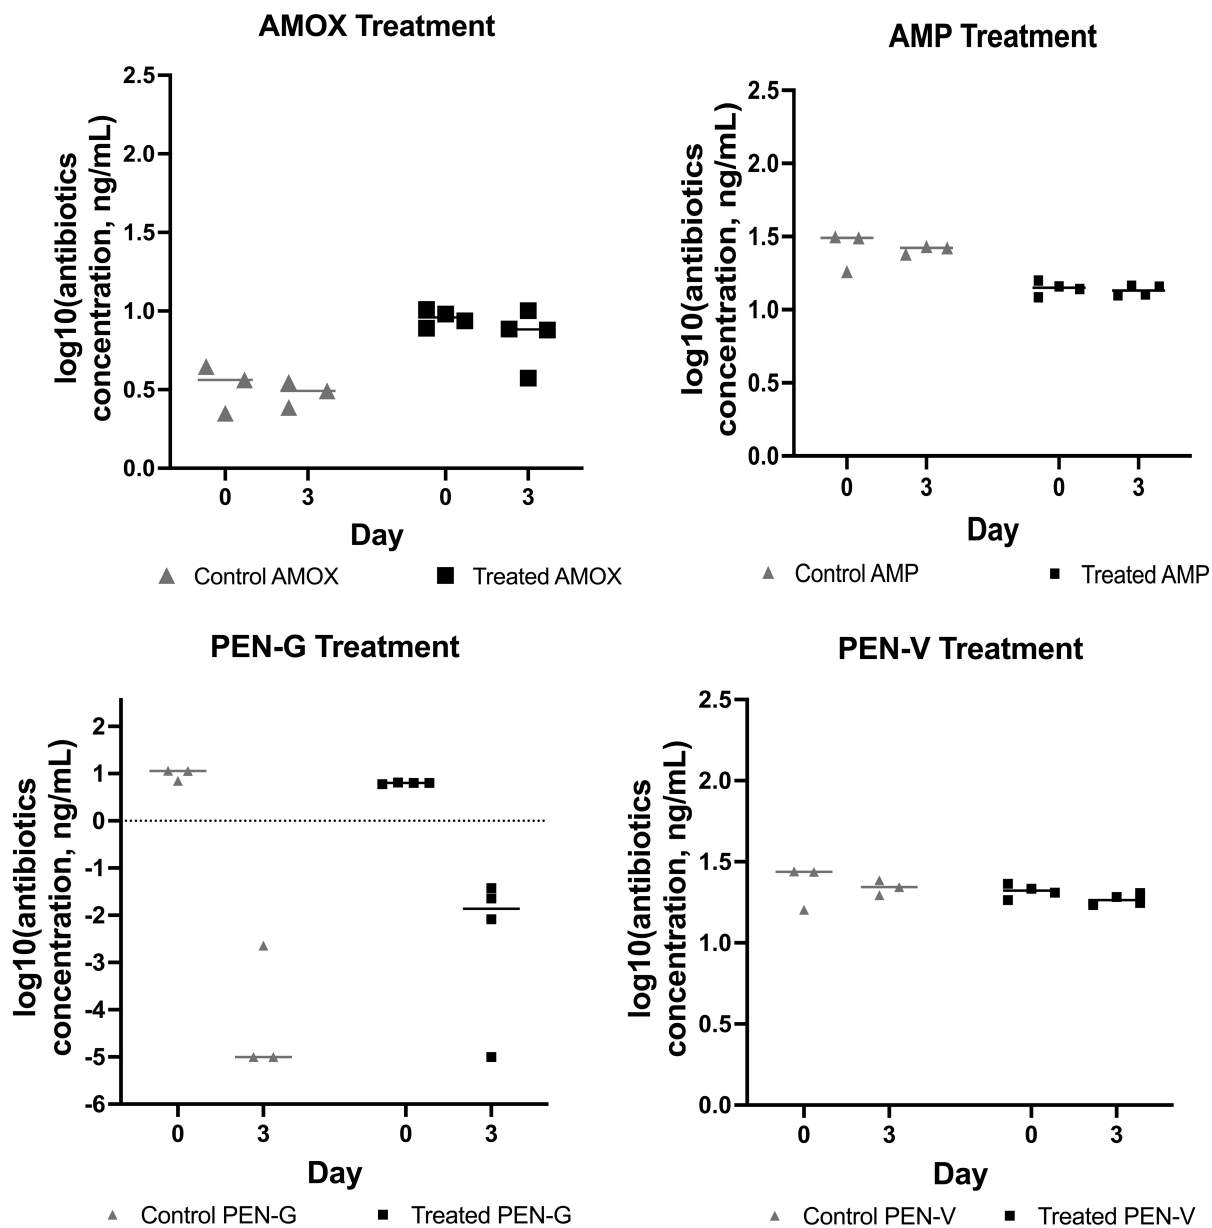 AMOX Treatment
log10(antibiotics
concentration, ng/mL)
2.5
2.0
1.5
1.0
0.5
0.0
0 3 0 3
Day
Control AMOX Treated AMOX
AMP Treatment
log10(antibiotics
concentration, ng/mL)
2.5
2.0
1.5
1.0
0.5
0.0
0 3 0 3
Day
Control AMP Treated AMP
PEN-G Treatment
log10(antibiotics
concentration, ng/mL)
2
1
0
-1
-2
-3
-4
-5
-6
0 3 0 3
Day
Control PEN-G Treated PEN-G
PEN-V Treatment
log10(antibiotics
concentration, ng/mL)
2.5
2.0
1.5
1.0
0.5
0.0
0 3 0 3
Day
Control PEN-V Treated PEN-V